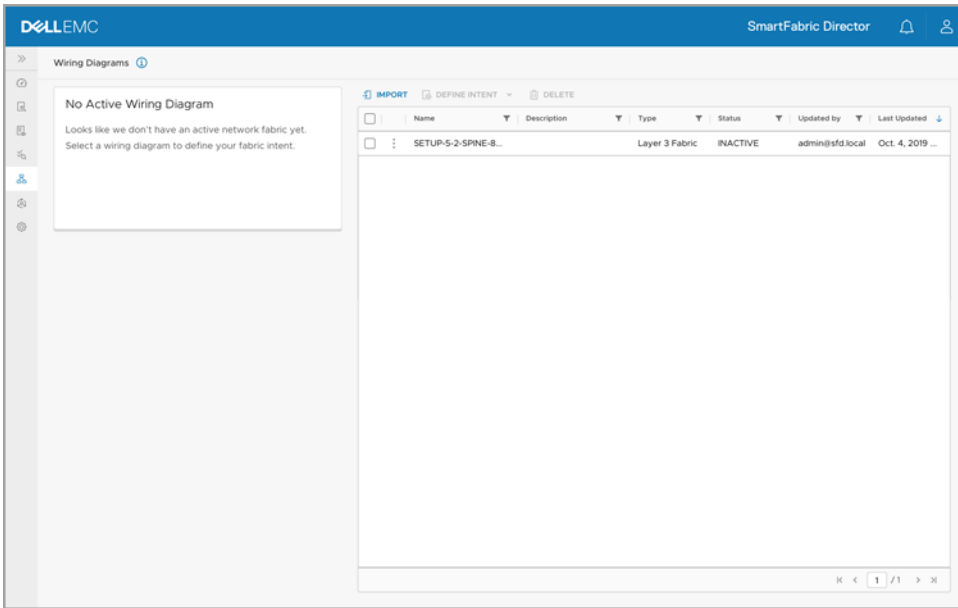 DELLEMC
SmartFabric Director
Wiring Diagrams
No Active Wiring Diagram
Looks like we don't have an active network fabric yet.
Select a wiring diagram to define your fabric intent.
IMPORT DEFINE INTENT DELETE
Name Description Type Status Updated by Last Updated
SETUP-5-2-SPINE-8... Layer 3 Fabric INACTIVE admin@sfd.local Oct. 4, 2019 ...
1 / 1